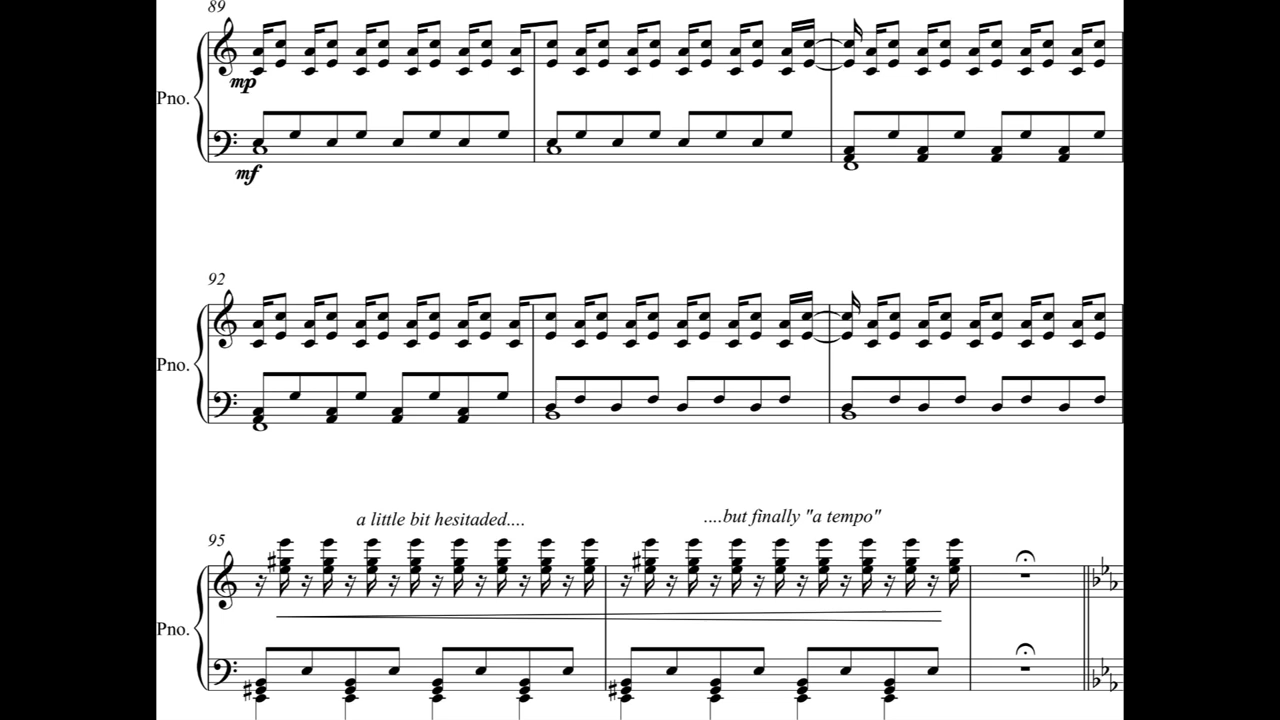 89
mp
Pno.
mf
92
Pno.
a little bit hesitaded.... ....but finally "a tempo"
95
Pno.